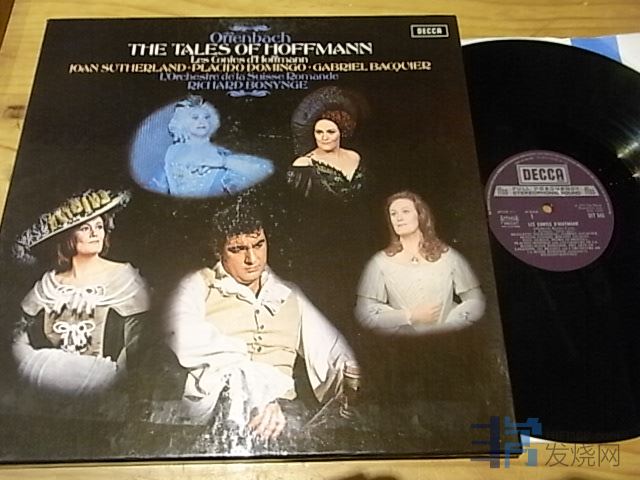 Offenbach
THE TALES OF HOFFMANN
Les Contes d'Hoffmann
JOAN SUTHERLAND · PLACIDO DOMINGO · GABRIEL BACQUIER
L'Orchestre de la Suisse Romande
RICHARD BONYNGE
DECCA
DECCA
FULL FREQUENCY
STEREOPHONIC SOUND
LES CONTES D'HOFFMANN
发烧网